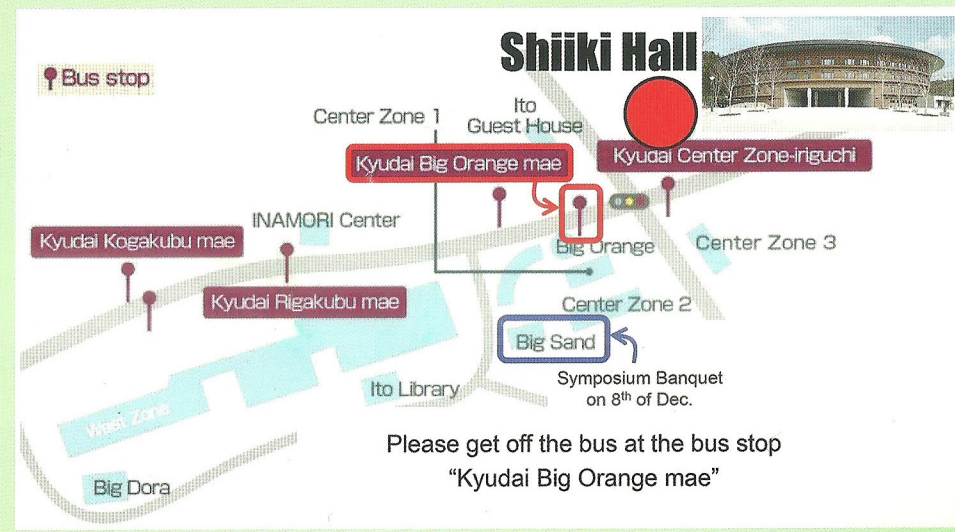 Shiiki Hall
Bus stop
Center Zone 1
Ito
Guest House
Kyudai Big Orange mae
Kyudai Center Zone-iriguchi
INAMORI Center
Kyudai Kogakubu mae
Big Orange
Center Zone 3
Kyudai Rigakubu mae
Center Zone 2
Big Sand
Ito Library
Symposium Banquet
on 8th of Dec.
West Zone
Please get off the bus at the bus stop
“Kyudai Big Orange mae”
Big Dora